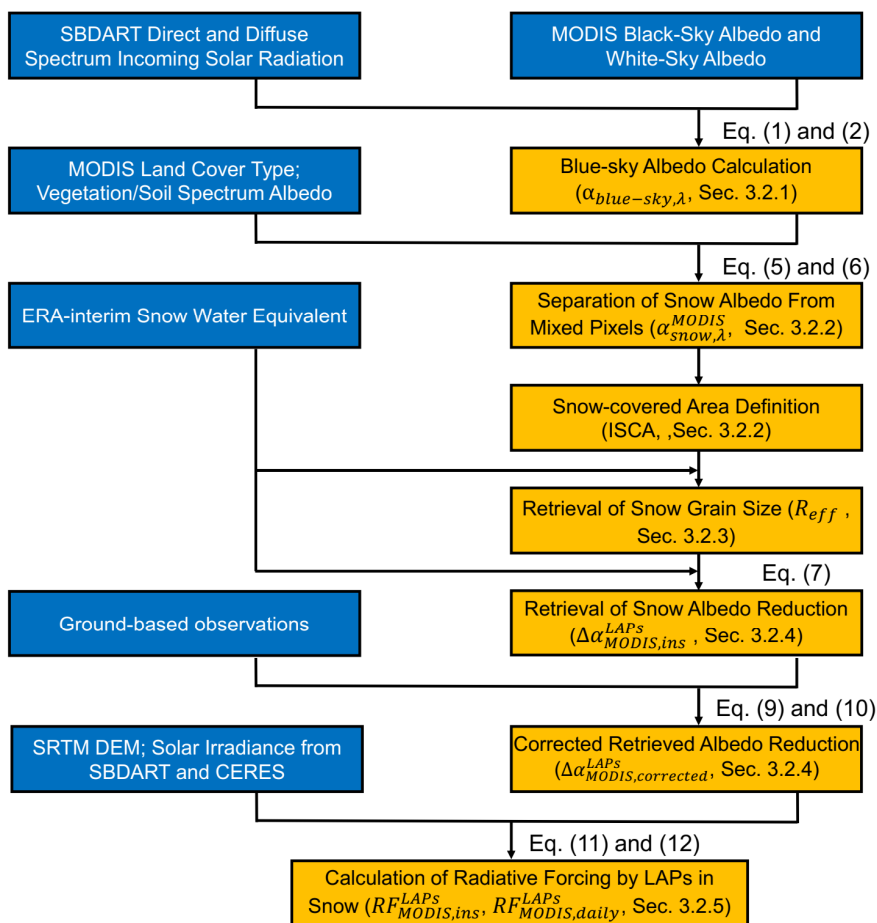 SBDART Direct and Diffuse
Spectrum Incoming Solar Radiation
MODIS Black-Sky Albedo and
White-Sky Albedo
Eq. (1) and (2)
MODIS Land Cover Type;
Vegetation/Soil Spectrum Albedo
Blue-sky Albedo Calculation
(α_{blue−sky,λ}, Sec. 3.2.1)
Eq. (5) and (6)
ERA-interim Snow Water Equivalent
Separation of Snow Albedo From
Mixed Pixels (α_{snow,λ}^{MODIS}, Sec. 3.2.2)
Snow-covered Area Definition
(ISCA, ,Sec. 3.2.2)
Retrieval of Snow Grain Size (R_{eff} ,
Sec. 3.2.3)
Eq. (7)
Ground-based observations
Retrieval of Snow Albedo Reduction
(Δα_{MODIS,ins}^{LAPs} , Sec. 3.2.4)
Eq. (9) and (10)
SRTM DEM; Solar Irradiance from
SBDART and CERES
Corrected Retrieved Albedo Reduction
(Δα_{MODIS,corrected}^{LAPs}, Sec. 3.2.4)
Eq. (11) and (12)
Calculation of Radiative Forcing by LAPs in
Snow (RF_{MODIS,ins}^{LAPs}, RF_{MODIS,daily}^{LAPs}, Sec. 3.2.5)